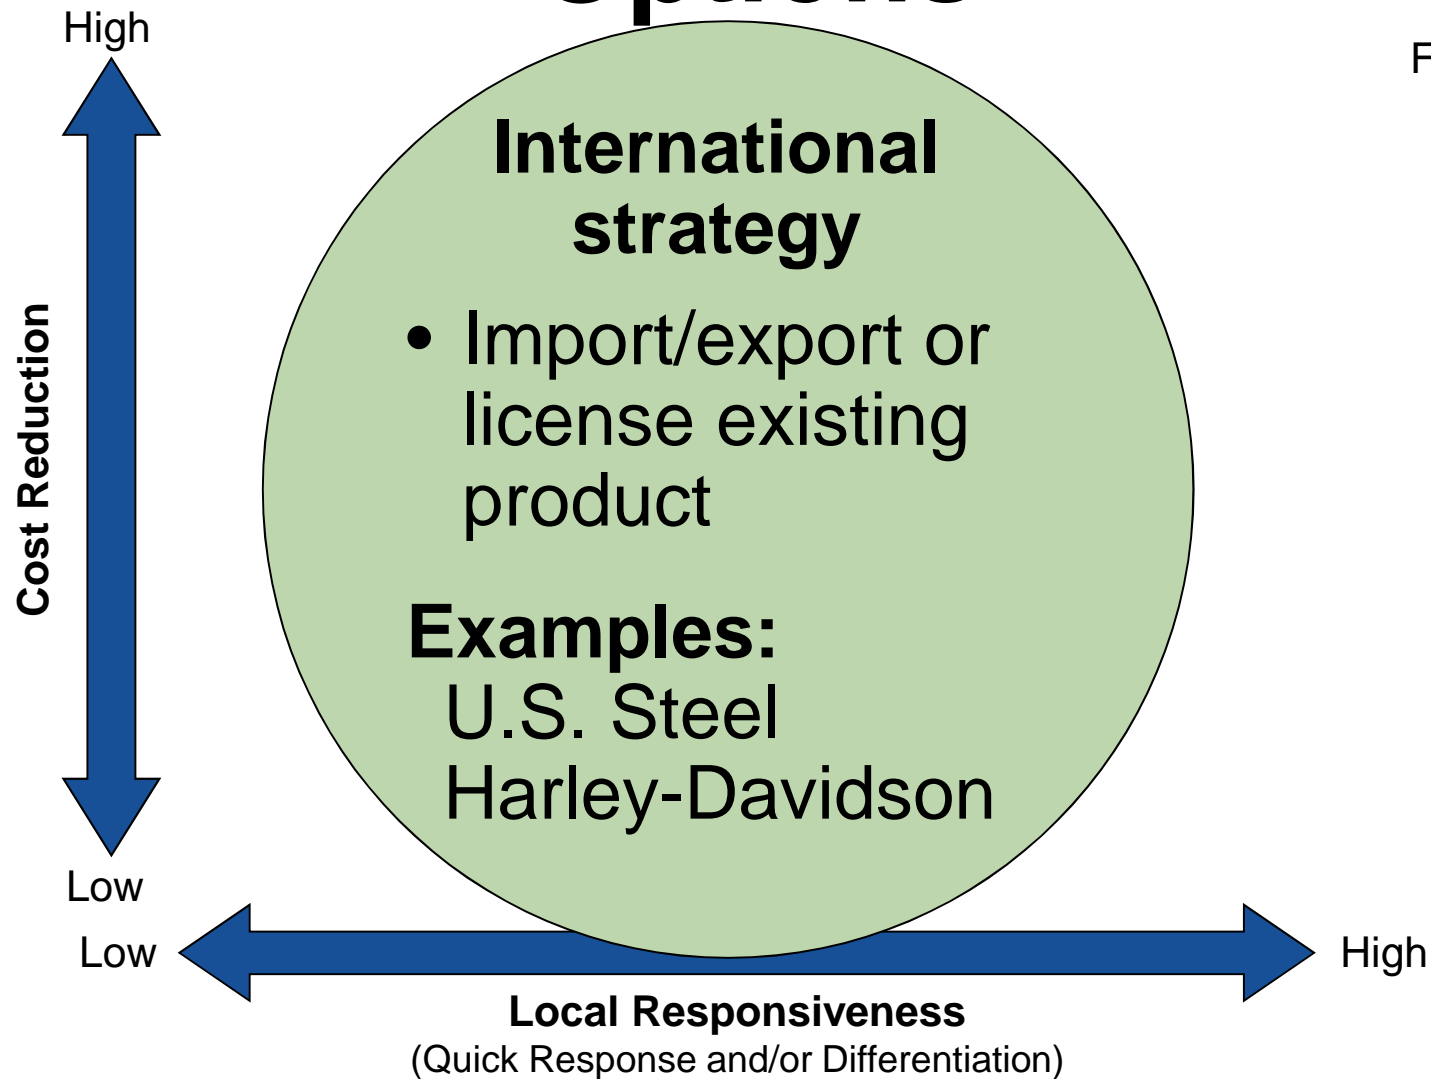 High
International
strategy
• Import/export or
license existing
product
Examples:
U.S. Steel
Harley-Davidson
Cost Reduction
Low
Low
High
Local Responsiveness
(Quick Response and/or Differentiation)